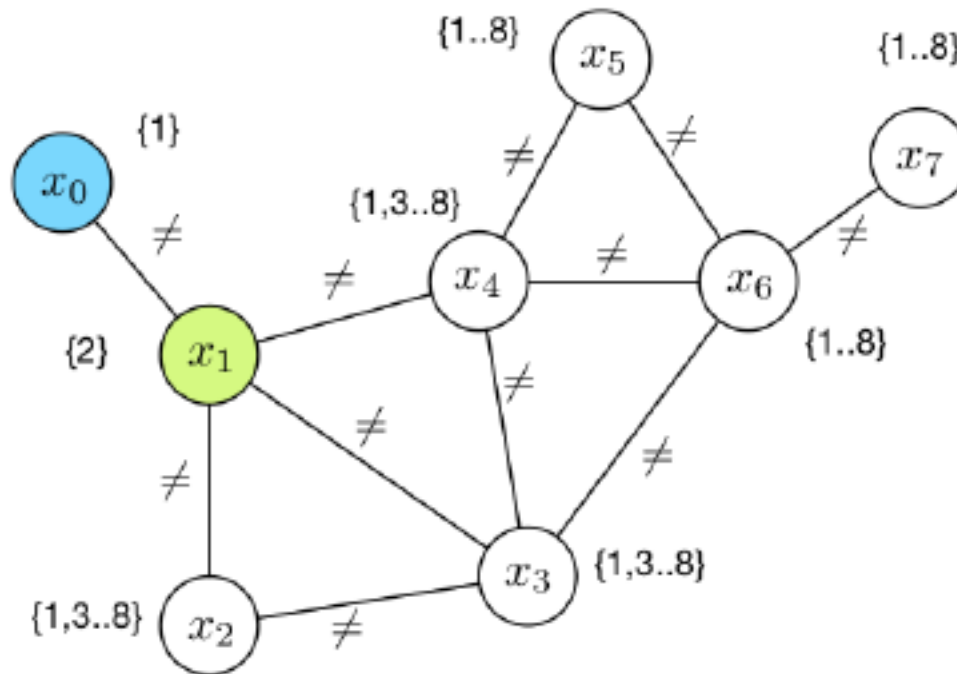 {1..8}
x₅
{1..8}
{1}
≠
≠
x₇
x₀
{1,3..8}
≠
≠
≠
≠
x₄
x₆
{2}
x₁
{1..8}
≠
≠
≠
≠
x₃
{1,3..8}
{1,3..8}
x₂
≠